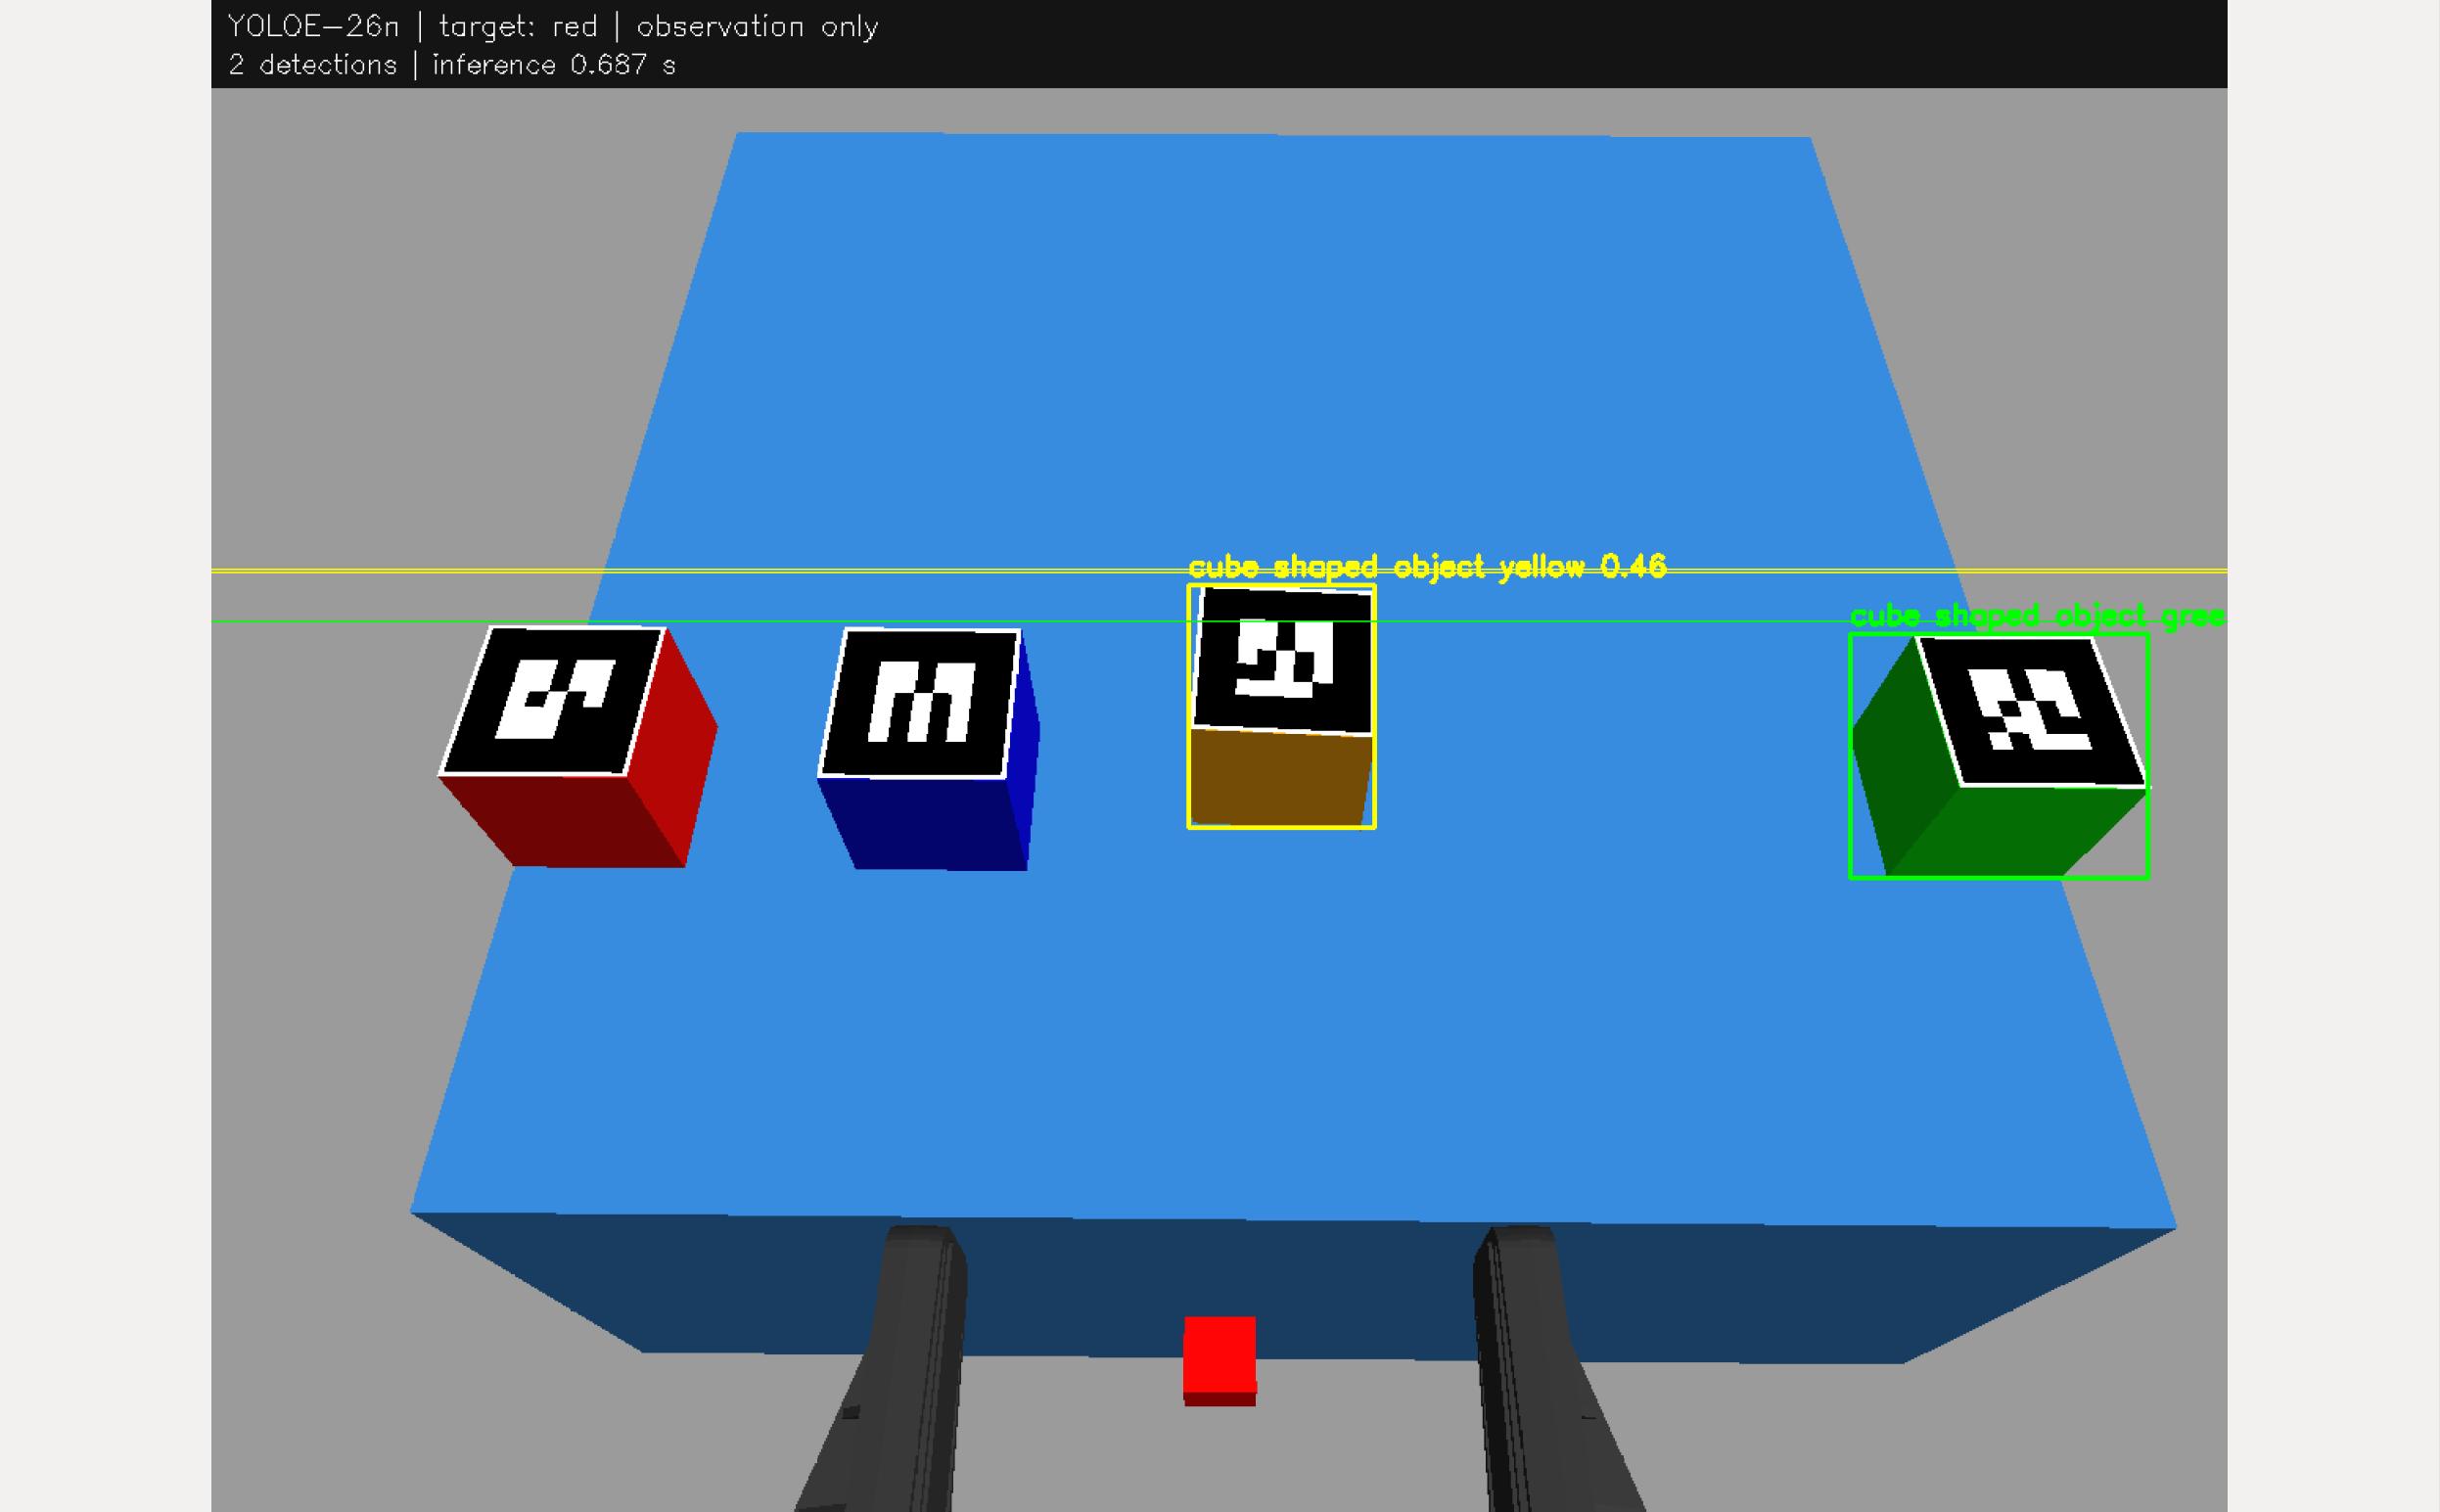 YOLOE-26n | target: red | observation only
2 detections | inference 0.687 s
cube shaped object yellow 0.46
cube shaped object gree